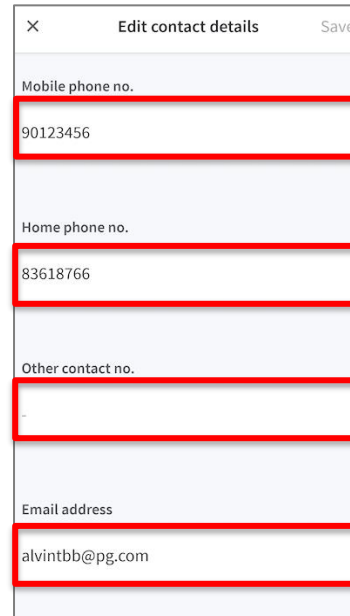 × Edit contact details Save
Mobile phone no.
90123456
Home phone no.
83618766
Other contact no.
-
Email address
alvintbb@pg.com